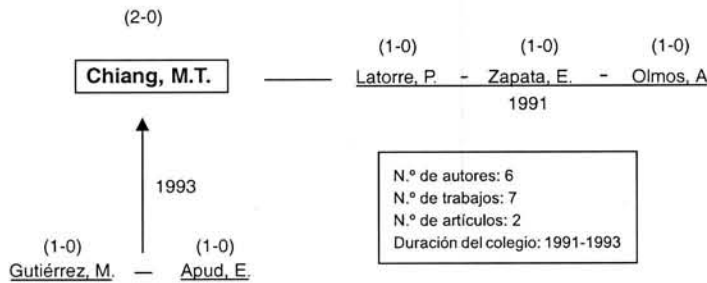 (2-0)
(1-0) (1-0) (1-0)
Chiang, M.T. Latorre, P. - Zapata, E. - Olmos, A
1991
1993
N.º de autores: 6
N.º de trabajos: 7
N.º de artículos: 2
Duración del colegio: 1991-1993
(1-0) (1-0)
Gutiérrez, M. — Apud, E.